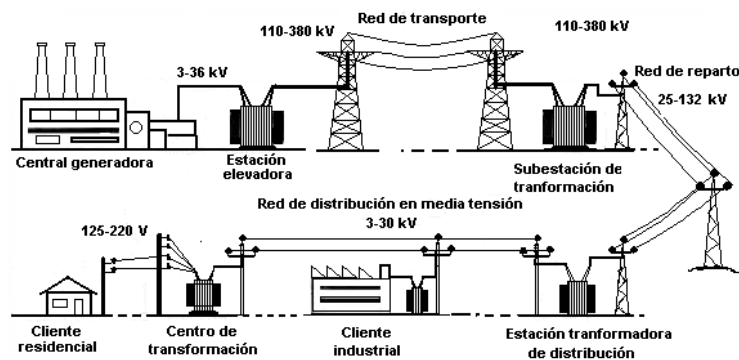 Red de transporte
110-380 kV
110-380 kV
3-36 kV
Red de reparto
25-132 kV
Central generadora
Estación
elevadora
Subestación de
tranformación
Red de distribución en media tensión
3-30 kV
125-220 V
Cliente
residencial
Centro de
transformación
Cliente
industrial
Estación tranformadora
de distribución